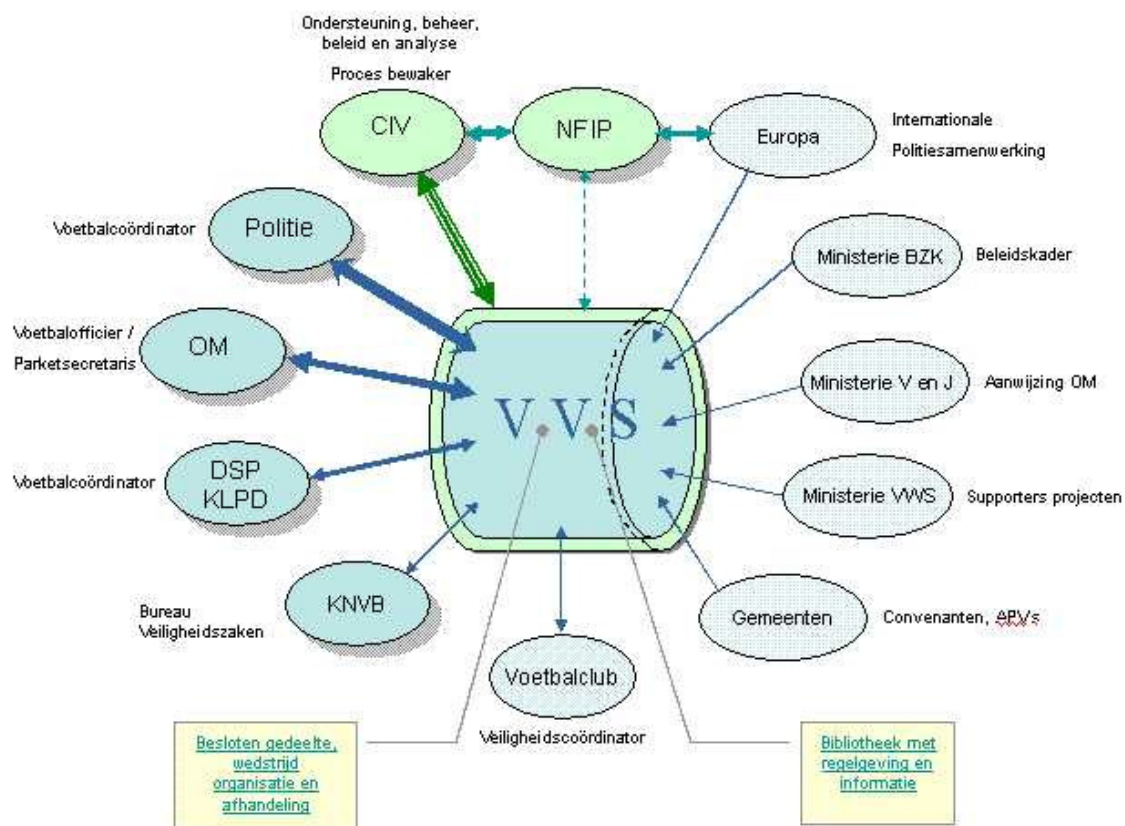 Ondersteuning, beheer,
beleid en analyse
Proces bewaker
CIV
NFIP
Europa
Internationale
Politiesamenwerking
Politie
Voetbalcoördinator
Ministerie BZK
Beleidskader
Voetbalofficier /
Parketsecretaris
OM
Ministerie V en J
Aanwijzing OM
V V S
Voetbalcoördinator
DSP
KLPD
Ministerie VWS
Supporters projecten
KNVB
Bureau
Veiligheidszaken
Gemeenten
Convenanten, APV's
Voetbalclub
Veiligheidscoördinator
Besloten gedeelte,
wedstrijd
organisatie en
afhandeling
Bibliotheek met
regelgeving en
informatie